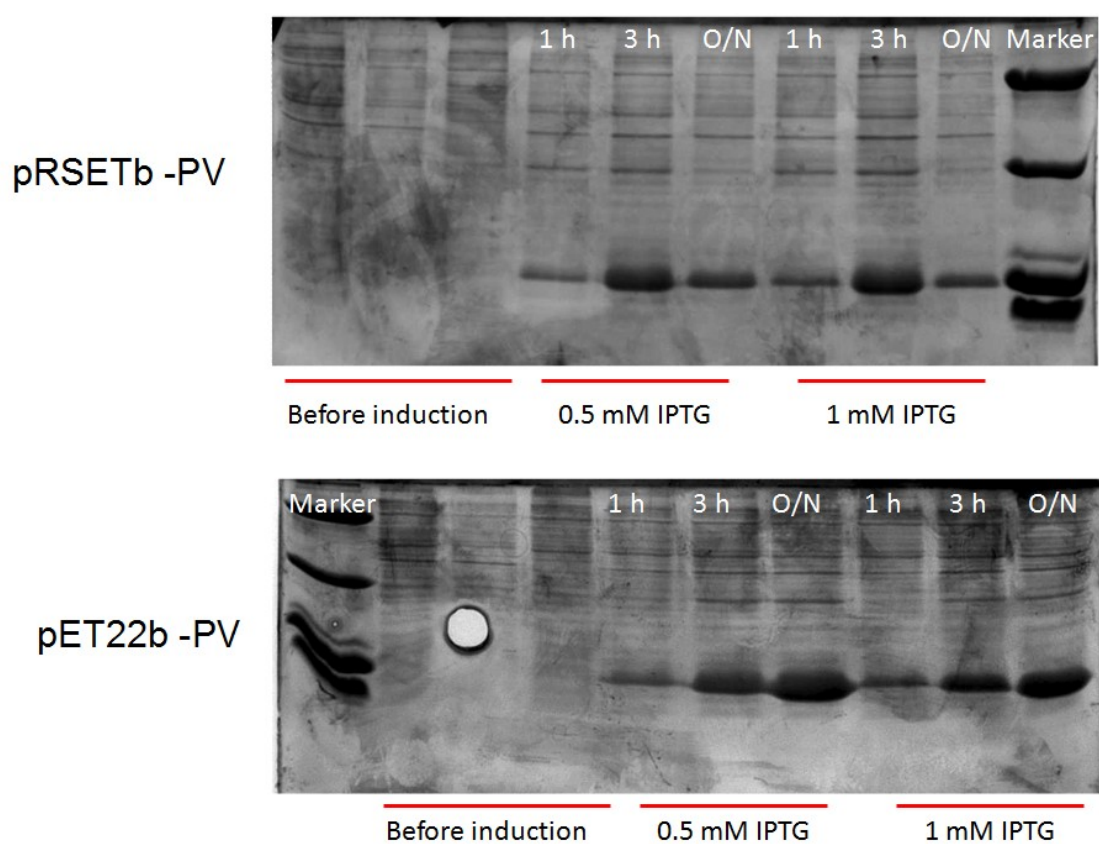 1 h 3 h O/N 1 h 3 h O/N Marker
pRSETb -PV
Before induction 0.5 mM IPTG 1 mM IPTG
Marker 1 h 3 h O/N 1 h 3 h O/N
pET22b -PV
Before induction 0.5 mM IPTG 1 mM IPTG